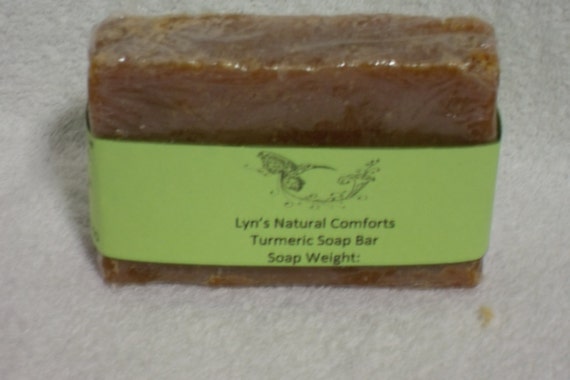 Lyn's Natural Comforts
Turmeric Soap Bar
Soap Weight: